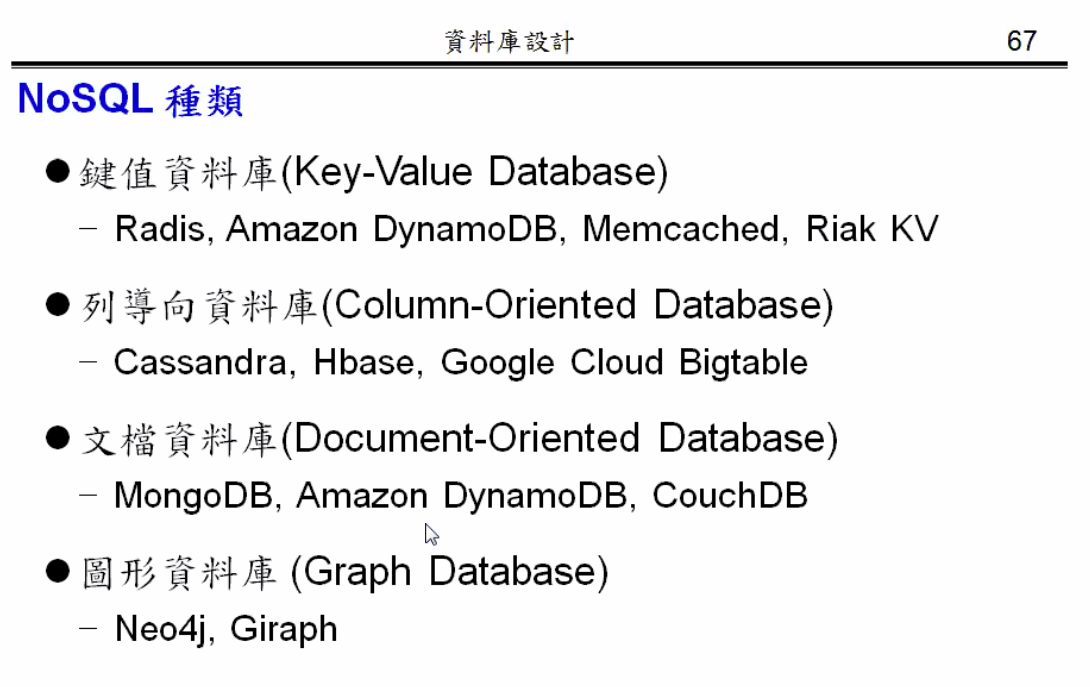 資料庫設計 67
NoSQL 種類
●鍵值資料庫(Key-Value Database)
– Radis, Amazon DynamoDB, Memcached, Riak KV
●列導向資料庫(Column-Oriented Database)
– Cassandra, Hbase, Google Cloud Bigtable
●文檔資料庫(Document-Oriented Database)
– MongoDB, Amazon DynamoDB, CouchDB
●圖形資料庫 (Graph Database)
– Neo4j, Giraph